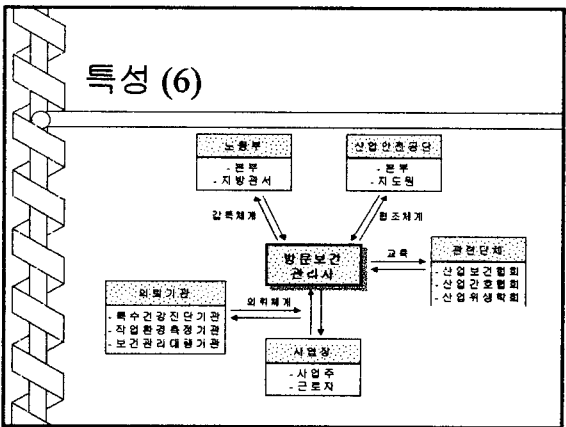 특성 (6)
노동부
- 본부
- 지방관서
산업안전공단
- 본부
- 지도원
감독체계
협조체계
방문보건
관리사
교육
관련단체
- 산업보건협회
- 산업간호협회
- 산업위생학회
의뢰기관
- 특수건강진단기관
- 작업환경측정기관
- 보건관리대행기관
의뢰체계
사업장
- 사업주
- 근로자